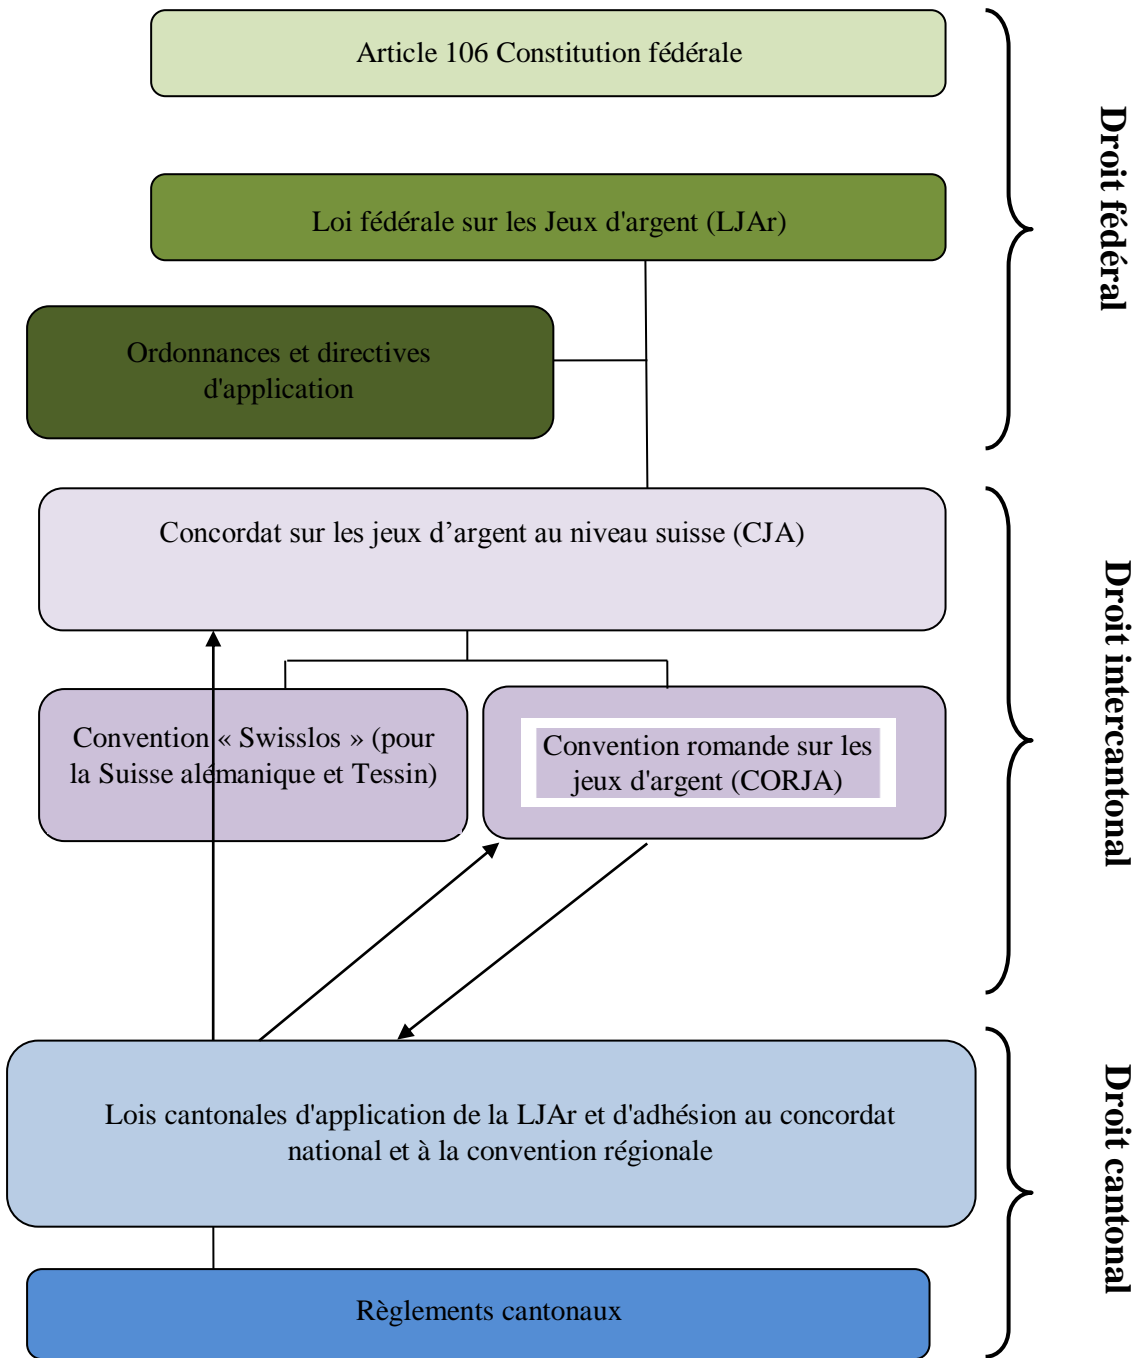 Article 106 Constitution fédérale
Droit fédéral
Loi fédérale sur les Jeux d'argent (LJAr)
Ordonnances et directives
d'application
Concordat sur les jeux d’argent au niveau suisse (CJA)
Droit intercantonal
Convention « Swisslos » (pour
la Suisse alémanique et Tessin)
Convention romande sur les
jeux d'argent (CORJA)
Lois cantonales d'application de la LJAr et d'adhésion au concordat
national et à la convention régionale
Droit cantonal
Règlements cantonaux